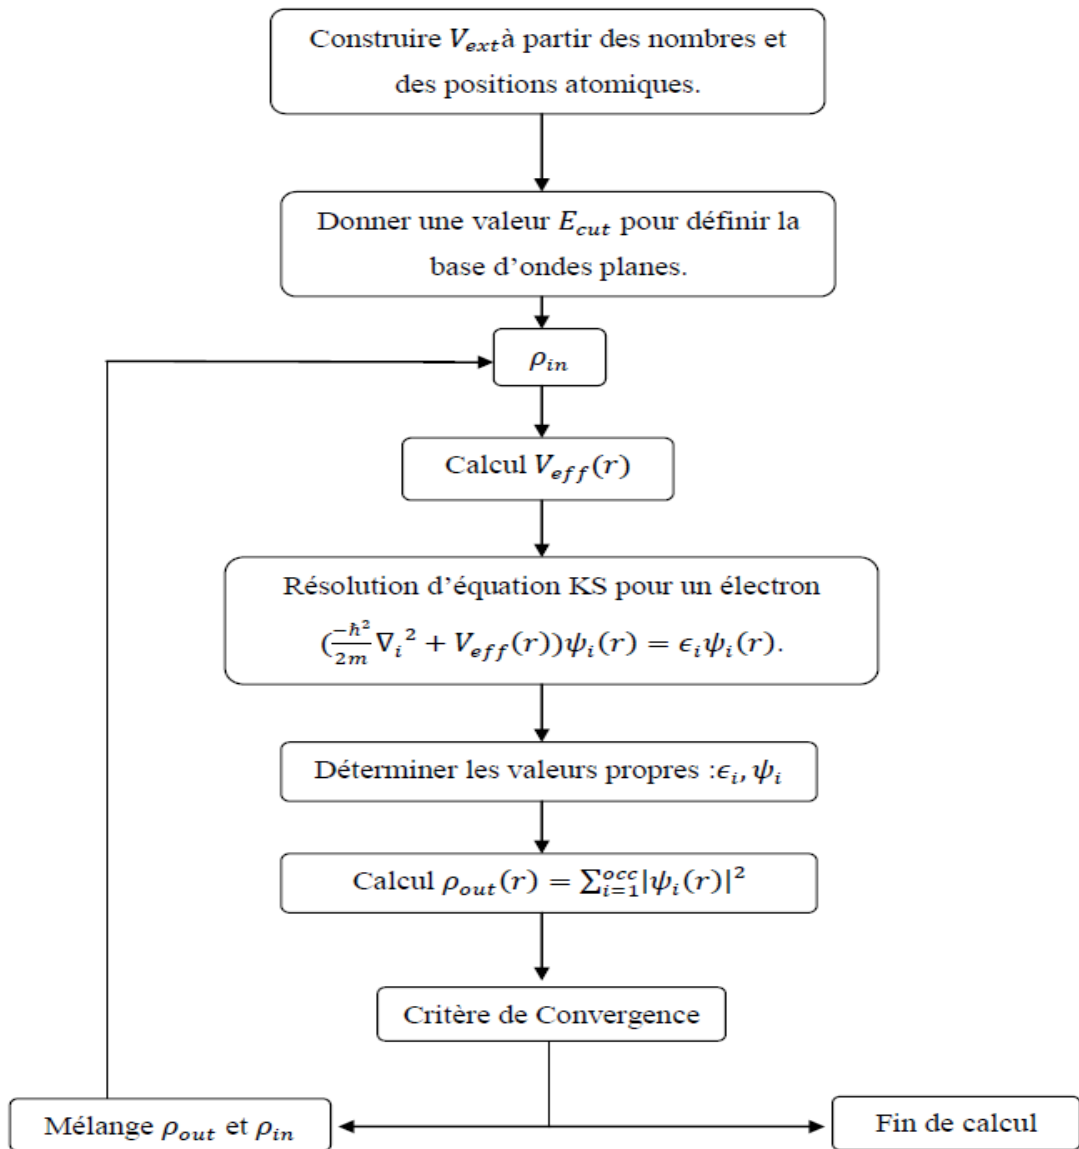 Construire $V_{ext}$à partir des nombres et
des positions atomiques.
Donner une valeur $E_{cut}$ pour définir la
base d’ondes planes.
$\rho_{in}$
Calcul $V_{eff}(r)$
Résolution d’équation KS pour un électron
$(\frac{-\hbar^2}{2m}\nabla_i{}^2 + V_{eff}(r))\psi_i(r) = \epsilon_i\psi_i(r).$
Déterminer les valeurs propres :$\epsilon_i, \psi_i$
Calcul $\rho_{out}(r) = \sum_{i=1}^{occ}|\psi_i(r)|^2$
Critère de Convergence
Mélange $\rho_{out}$ et $\rho_{in}$
Fin de calcul